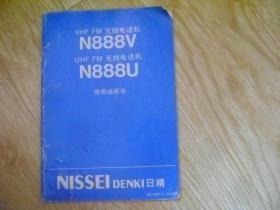 VHF FM 无线电话机
N888V
UHF FM 无线电话机
N888U
使用说明书
NISSEI DENKI 日精